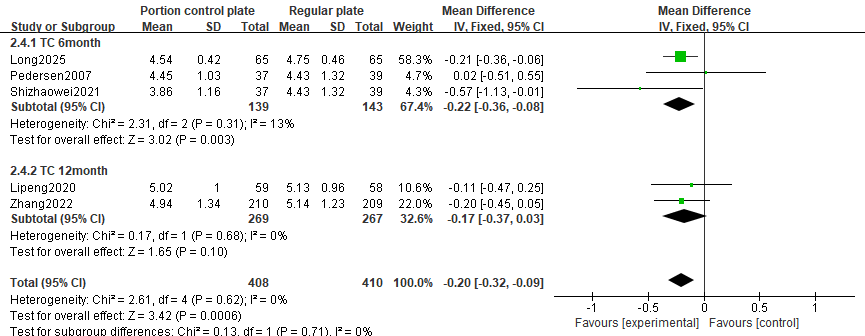 Portion control plate Regular plate Mean Difference Mean Difference
Study or Subgroup Mean SD Total Mean SD Total Weight IV, Fixed, 95% CI IV, Fixed, 95% CI
2.4.1 TC 6month
Long2025 4.54 0.42 65 4.75 0.46 65 58.3% -0.21 [-0.36, -0.06]
Pedersen2007 4.45 1.03 37 4.43 1.32 39 4.9% 0.02 [-0.51, 0.55]
Shizhaowei2021 3.86 1.16 37 4.43 1.32 39 4.3% -0.57 [-1.13, -0.01]
Subtotal (95% CI) 139 143 67.4% -0.22 [-0.36, -0.08]
Heterogeneity: Chi² = 2.31, df = 2 (P = 0.31); I² = 13%
Test for overall effect: Z = 3.02 (P = 0.003)
2.4.2 TC 12month
Lipeng2020 5.02 1 59 5.13 0.96 58 10.6% -0.11 [-0.47, 0.25]
Zhang2022 4.94 1.34 210 5.14 1.23 209 22.0% -0.20 [-0.45, 0.05]
Subtotal (95% CI) 269 267 32.6% -0.17 [-0.37, 0.03]
Heterogeneity: Chi² = 0.17, df = 1 (P = 0.68); I² = 0%
Test for overall effect: Z = 1.65 (P = 0.10)
Total (95% CI) 408 410 100.0% -0.20 [-0.32, -0.09]
Heterogeneity: Chi² = 2.61, df = 4 (P = 0.62); I² = 0%
Test for overall effect: Z = 3.42 (P = 0.0006)
Test for subgroup differences: Chi² = 0.13, df = 1 (P = 0.71), I² = 0%
-1 -0.5 0 0.5 1
Favours [experimental] Favours [control]